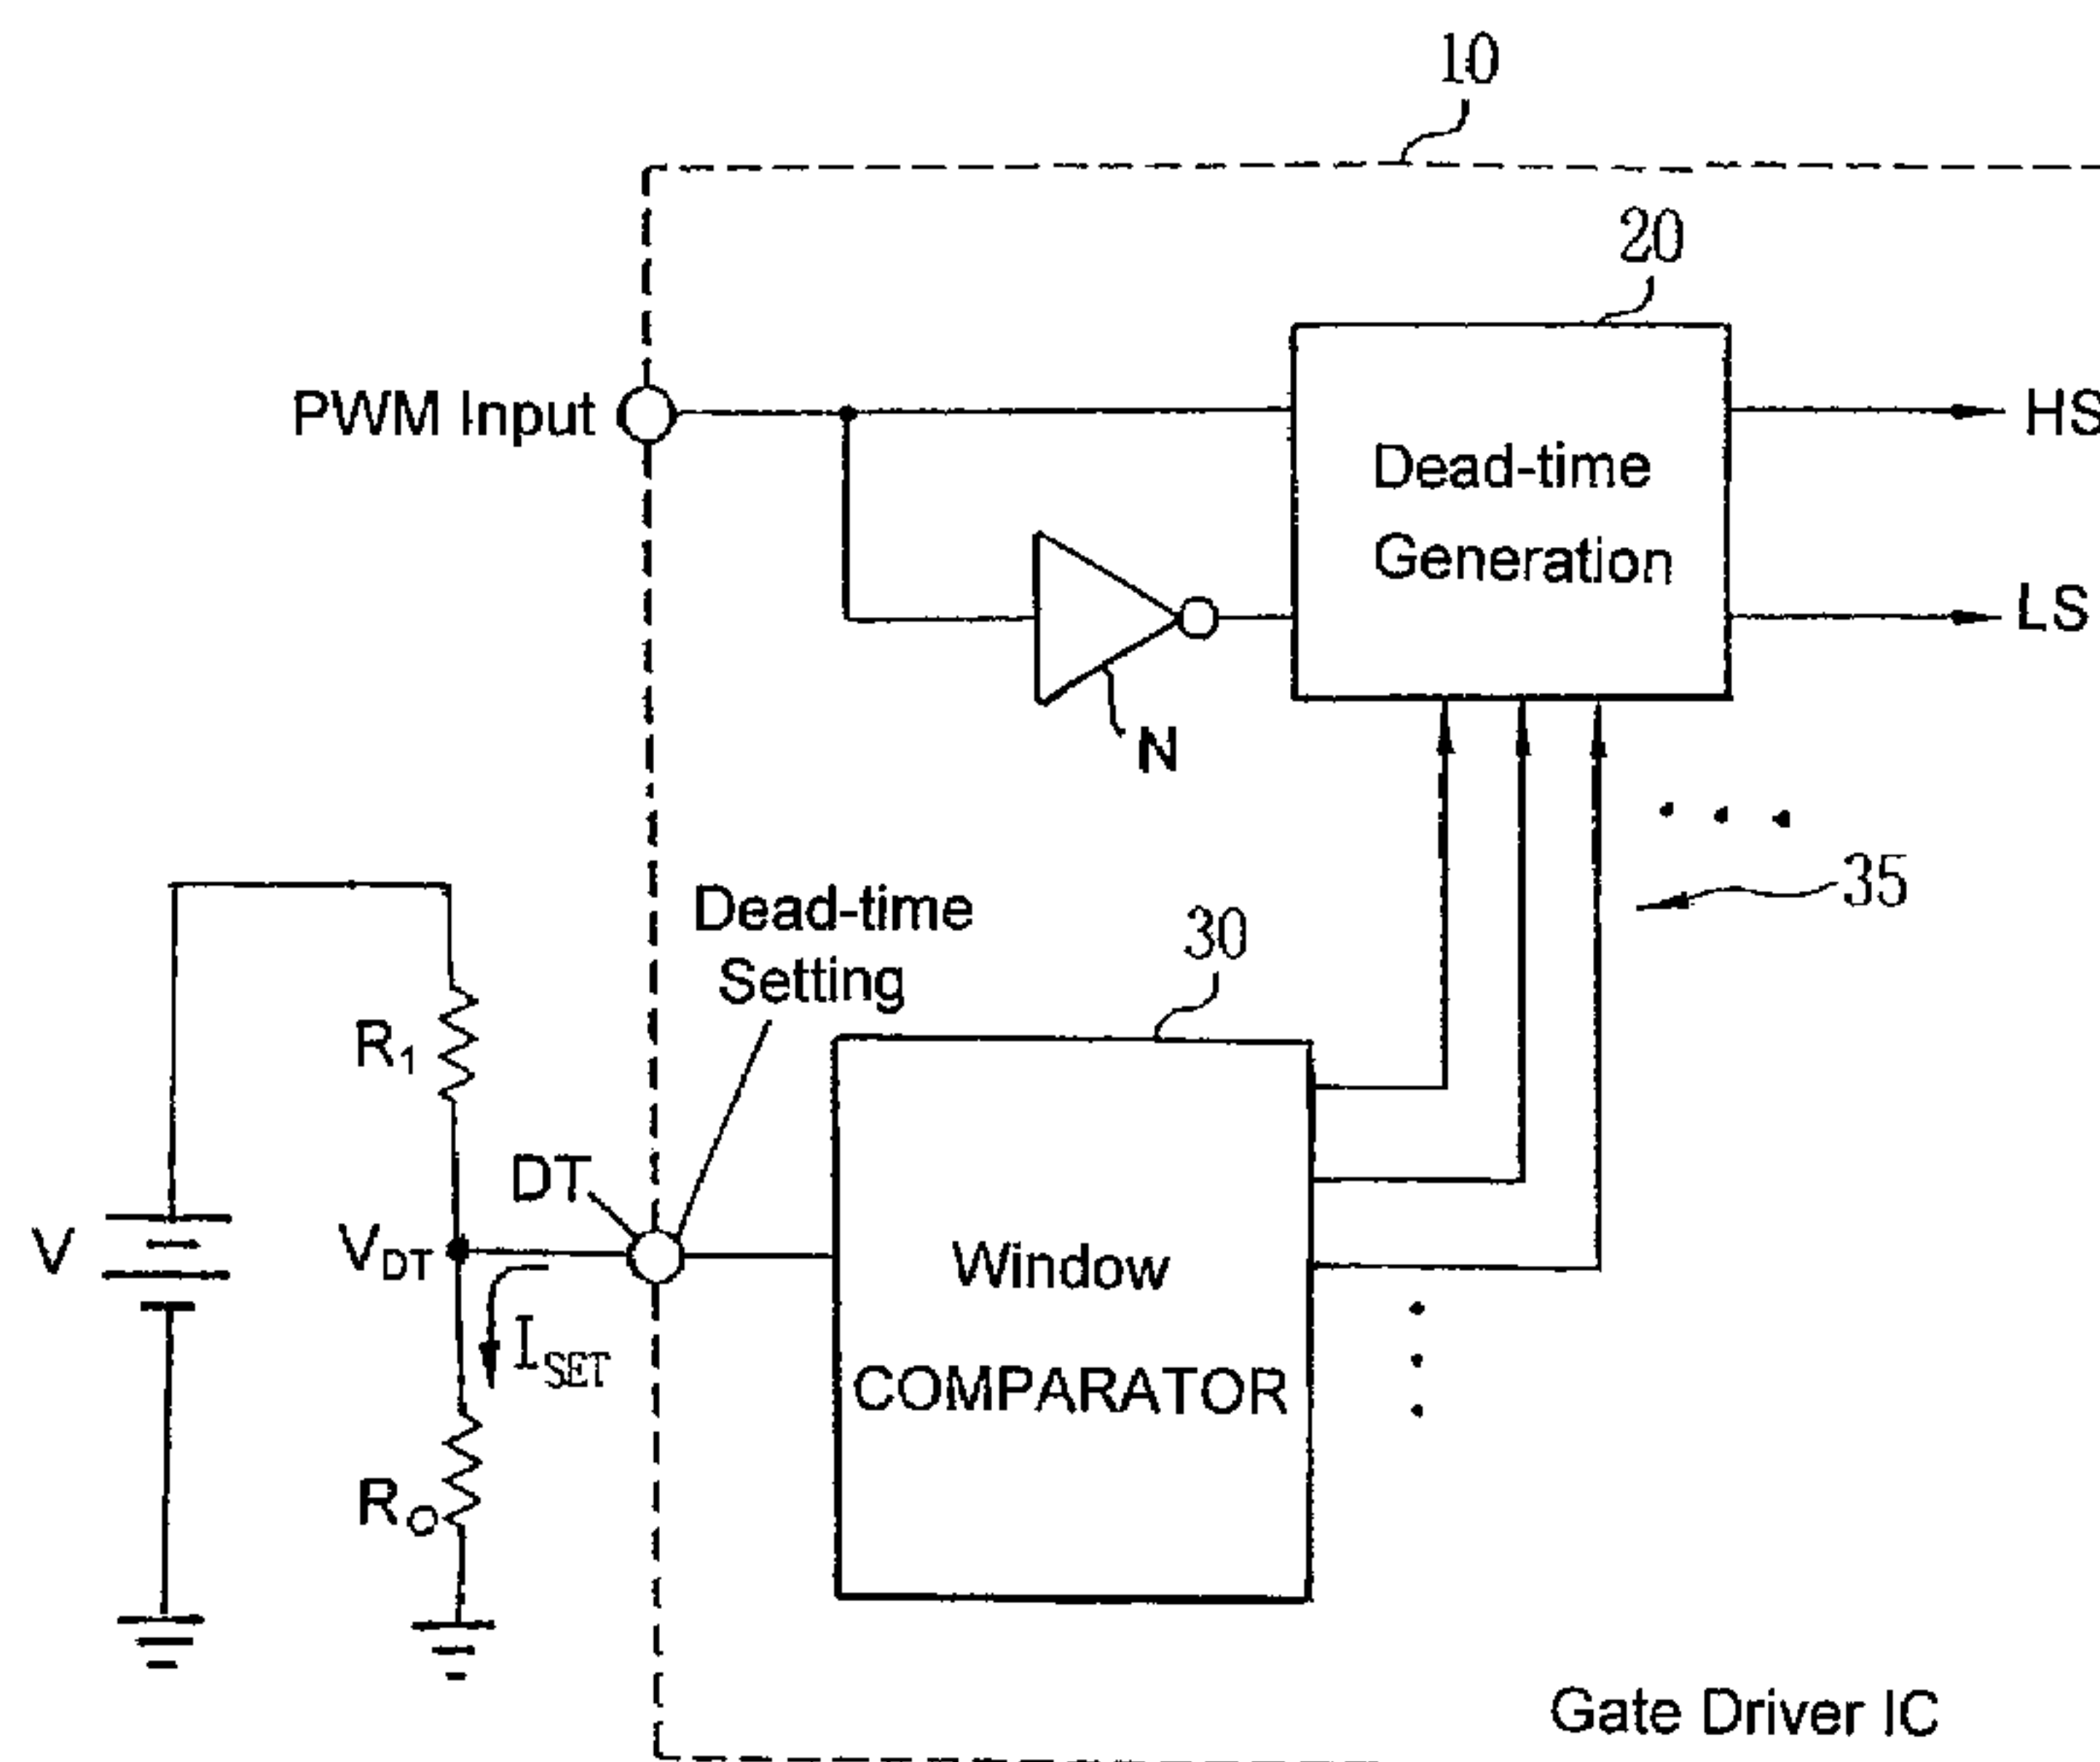 10
20
PWM Input
HS
Dead-time
Generation
LS
N
35
Dead-time
Setting
30
R1
DT
V
VDT
Window
ISET
COMPARATOR
RO
Gate Driver IC